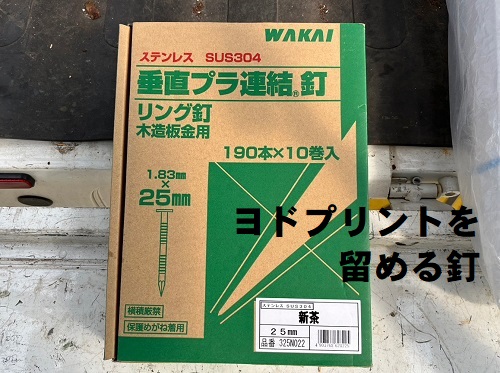 WAKAI
ステンレス SUS304
垂直プラ連結®釘
リング釘
木造板金用
190本×10巻入
1.83mm
×
25mm
ヨドプリントを
留める釘
横積厳禁
保護めがね着用
ステンレス SUS304
新茶
25mm
品番 325N022